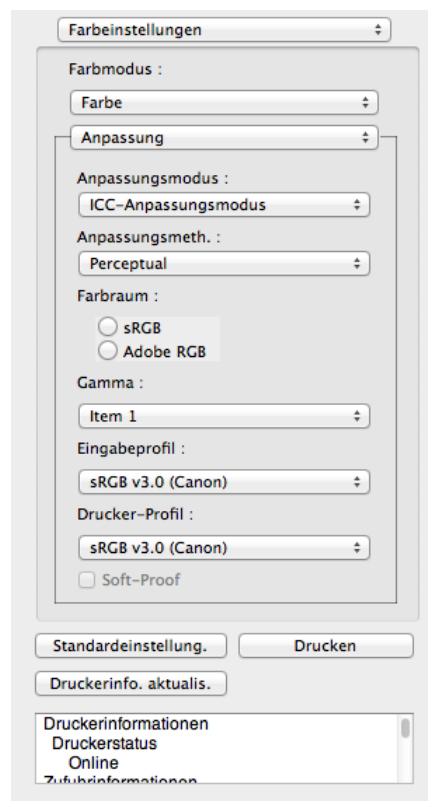 Farbeinstellungen
Farbmodus :
Farbe
Anpassung
Anpassungsmodus :
ICC-Anpassungsmodus
Anpassungsmeth. :
Perceptual
Farbraum :
sRGB
Adobe RGB
Gamma :
Item 1
Eingabeprofil :
sRGB v3.0 (Canon)
Drucker-Profil :
sRGB v3.0 (Canon)
Soft-Proof
Standardeinstellung. Drucken
Druckerinfo. aktualis.
Druckerinformationen
Druckerstatus
Online
Zufuhrinformationen